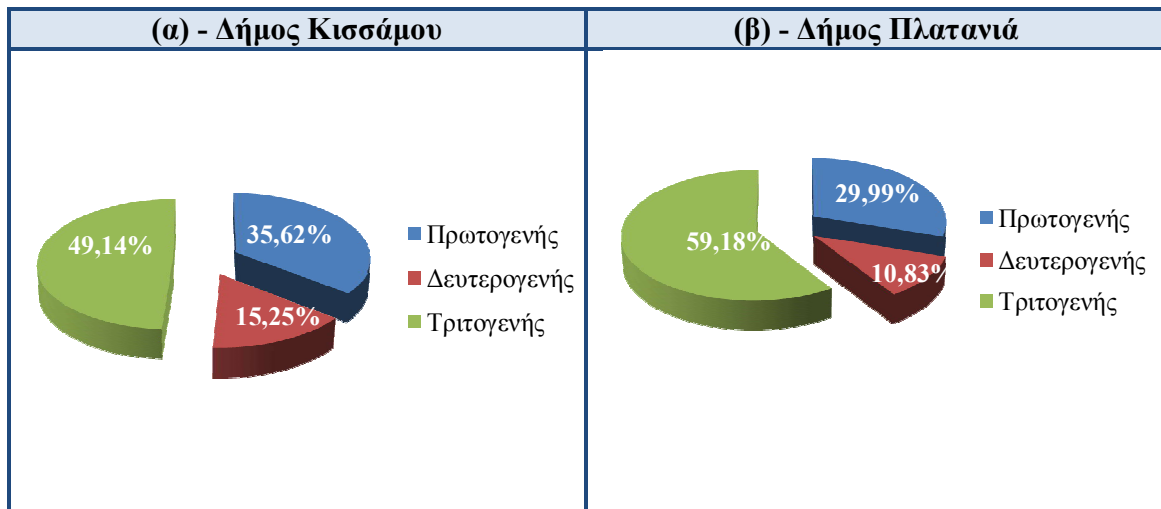 (α) - Δήμος Κισσάμου
(β) - Δήμος Πλατανιά
49,14%
35,62%
15,25%
Πρωτογενής
Δευτερογενής
Τριτογενής
59,18%
29,99%
10,83%
Πρωτογενής
Δευτερογενής
Τριτογενής